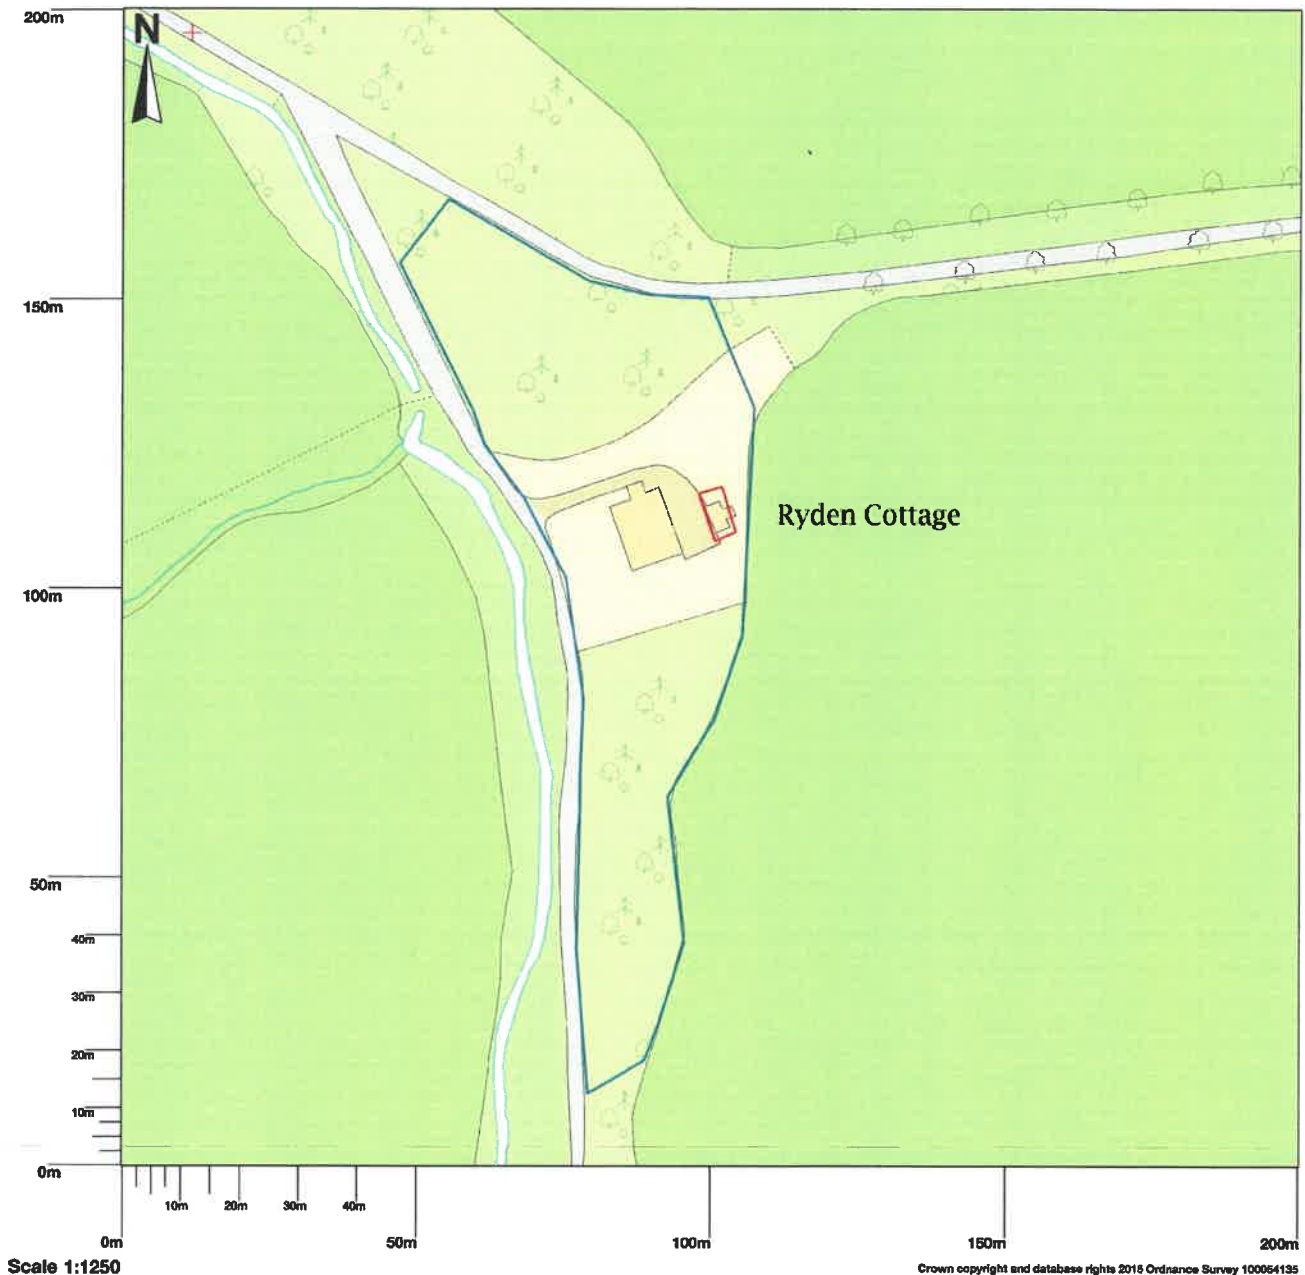 200m
N
150m
Ryden Cottage
100m
50m
40m
30m
20m
10m
0m
10m 20m 30m 40m
0m 50m 100m 150m 200m
Scale 1:1250
Crown copyright and database rights 2015 Ordnance Survey 100054135